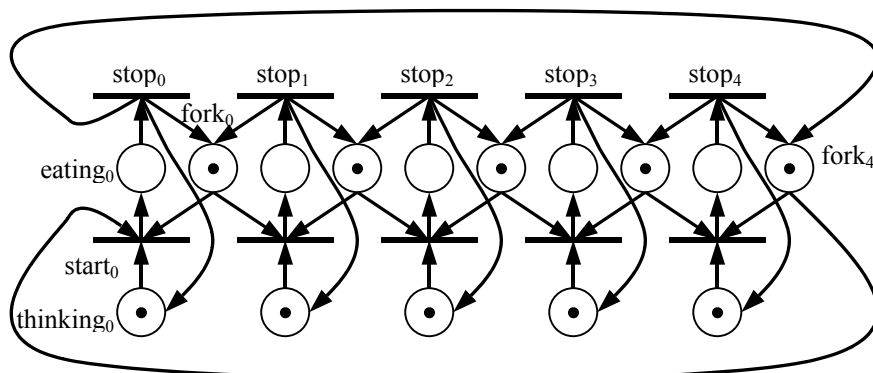 stop₀ stop₁ stop₂ stop₃ stop₄
fork₀
eating₀ fork₄
start₀
thinking₀